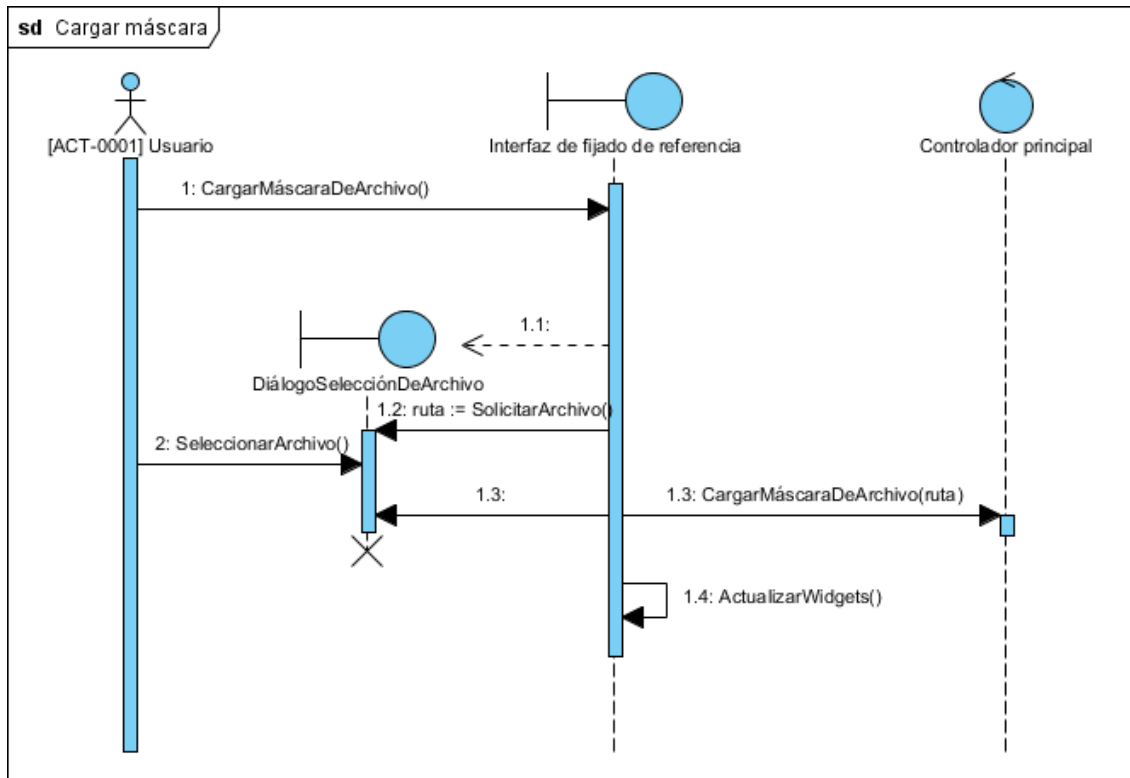 sd Cargar máscara
[ACT-0001] Usuario
Interfaz de fijado de referencia
Controlador principal
1: CargarMáscaraDeArchivo()
1.1:
DiálogoSelecciónDeArchivo
1.2: ruta := SolicitarArchivo()
2: SeleccionarArchivo()
1.3:
1.3: CargarMáscaraDeArchivo(ruta)
1.4: ActualizarWidgets()